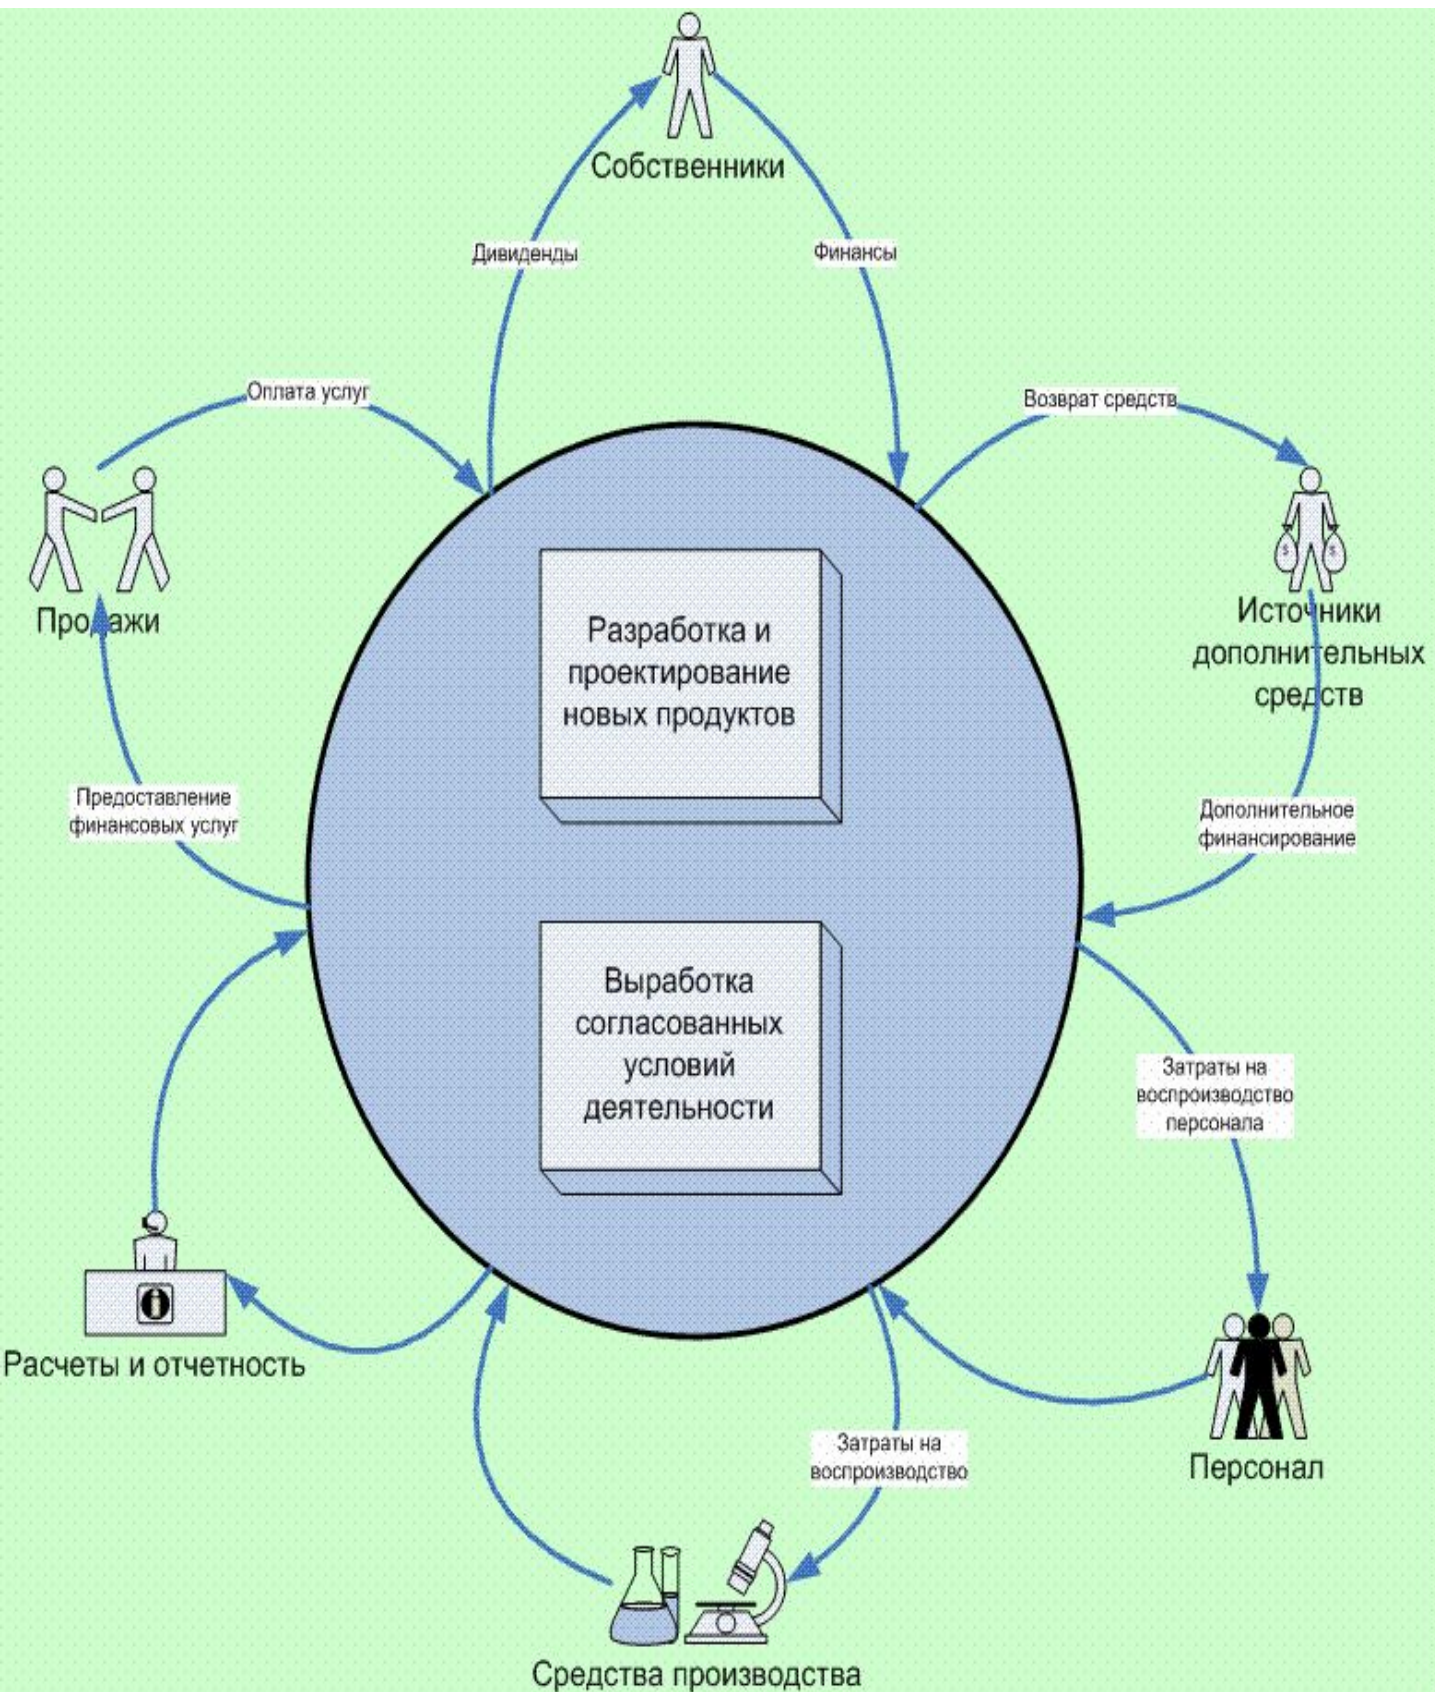 Собственники
Дивиденды
Финансы
Оплата услуг
Возврат средств
Продажи
Источники
дополнительных
средств
Разработка и
проектирование
новых продуктов
Предоставление
финансовых услуг
Дополнительное
финансирование
Выработка
согласованных
условий
деятельности
Затраты на
воспроизводство
персонала
Расчеты и отчетность
Затраты на
воспроизводство
Персонал
Средства производства